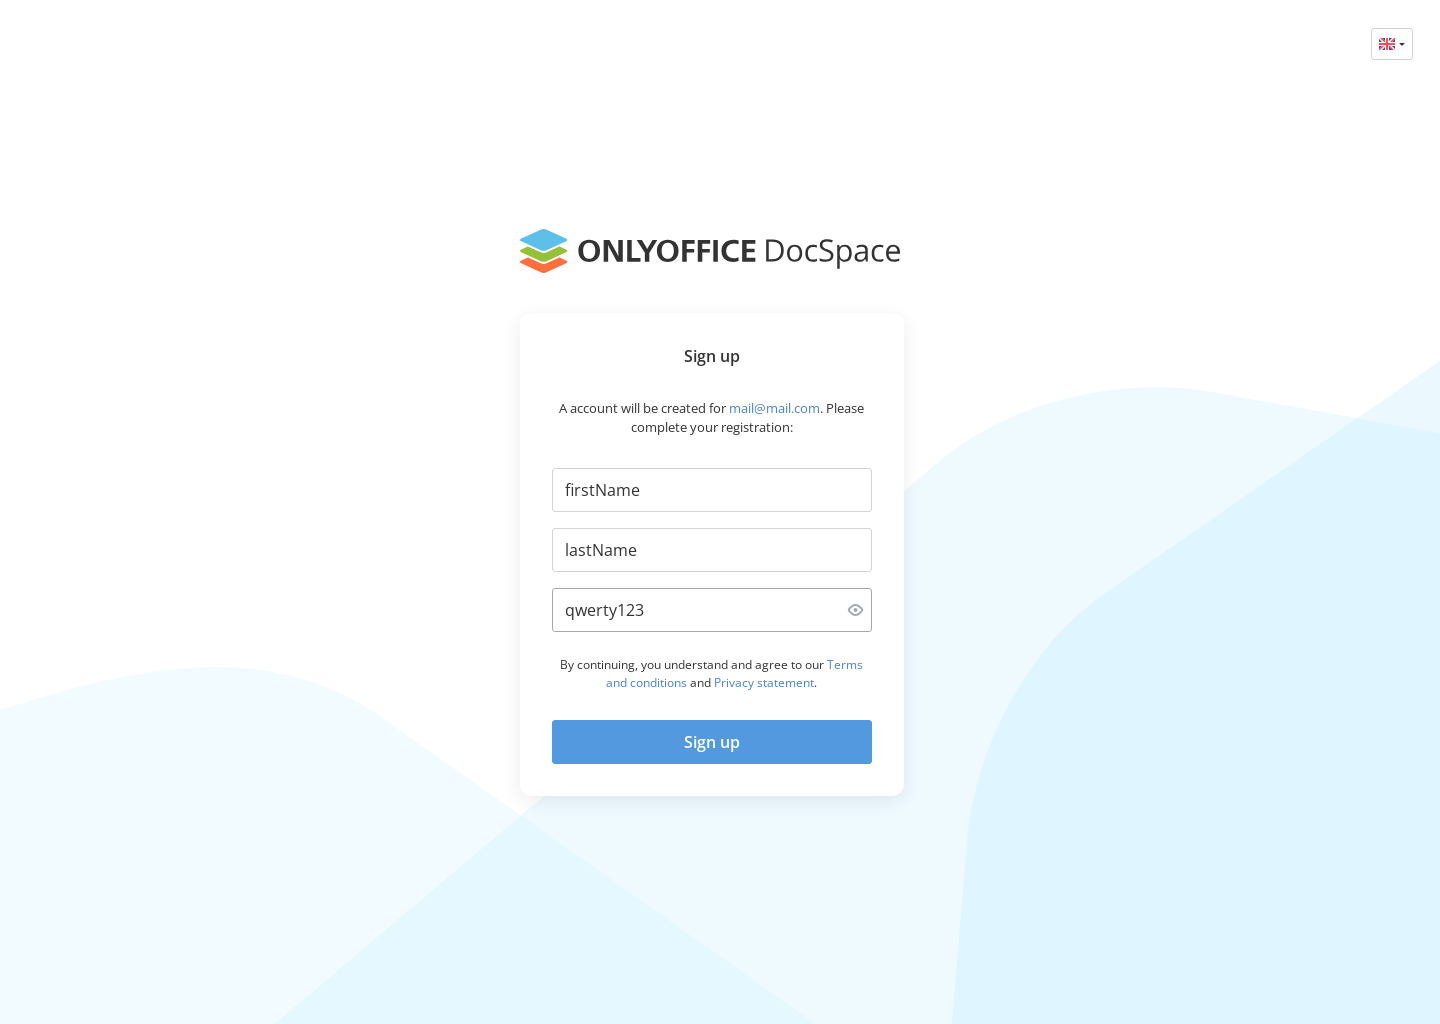 ONLYOFFICE DocSpace
Sign up
A account will be created for mail@mail.com. Please
complete your registration:
firstName
lastName
qwerty123
By continuing, you understand and agree to our Terms
and conditions and Privacy statement.
Sign up